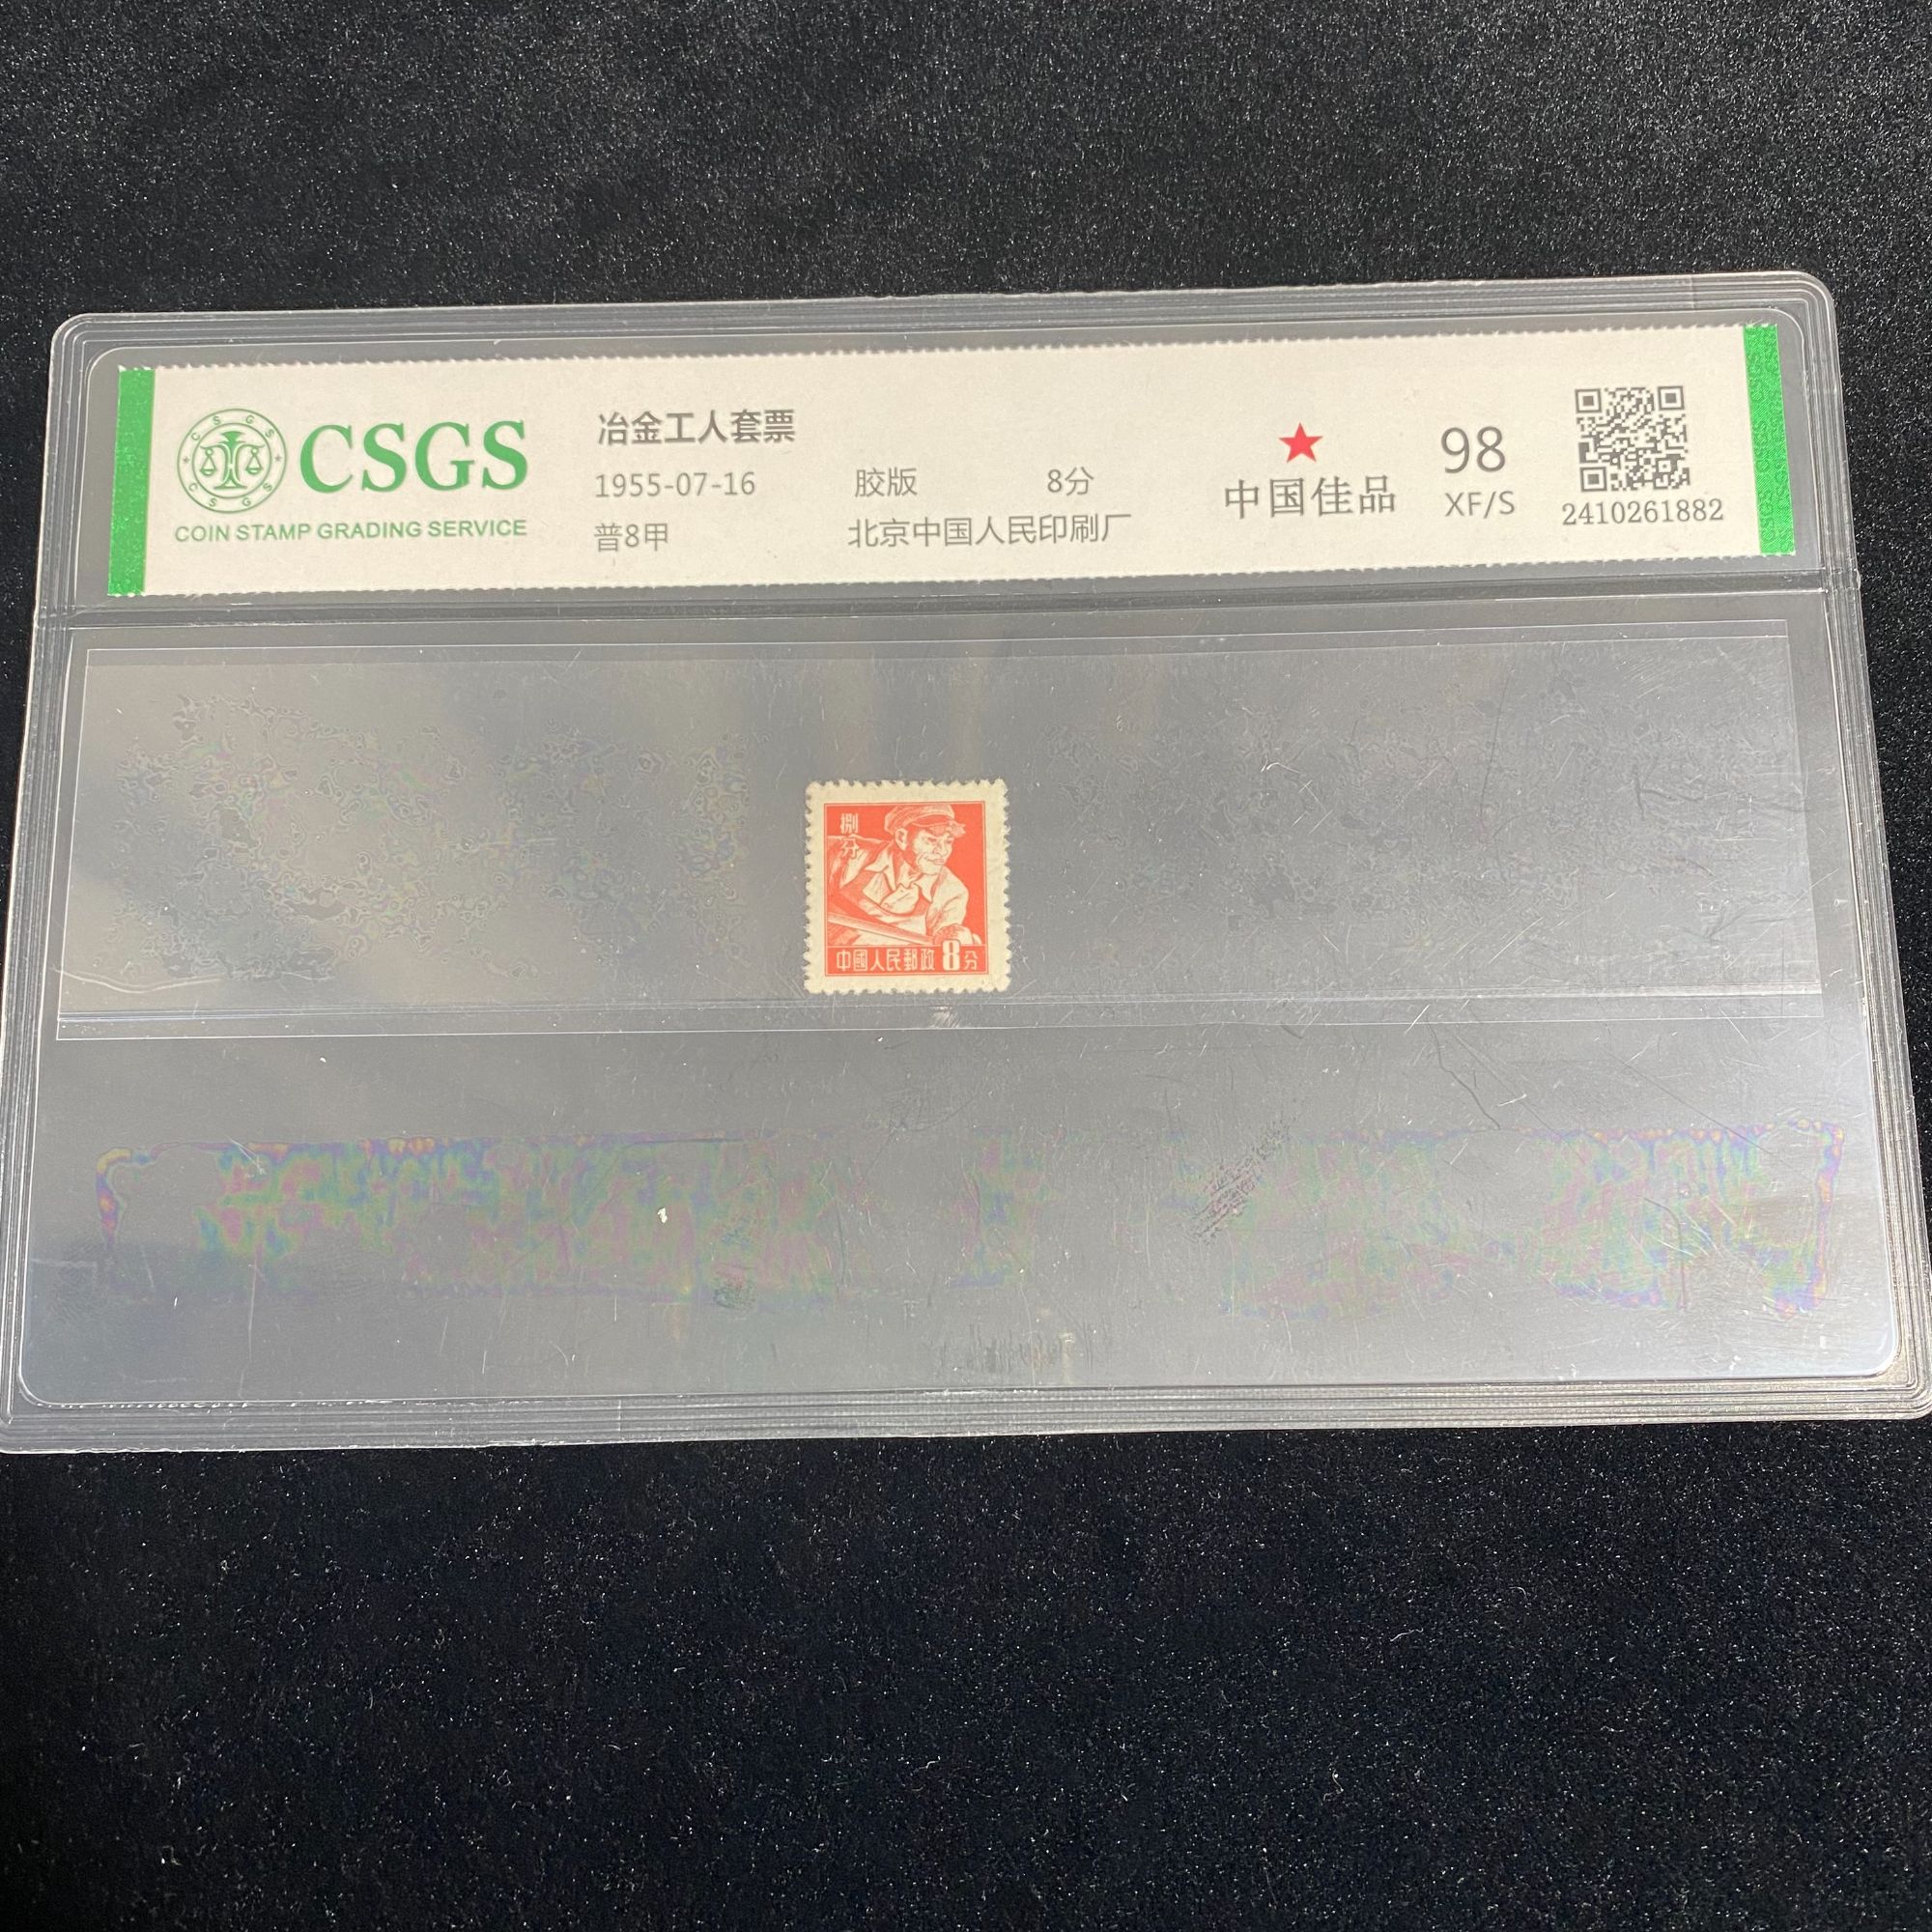 CSGS
COIN STAMP GRADING SERVICE
冶金工人套票
1955-07-16 胶版 8分
普8甲 北京中国人民印刷厂
中国佳品
98
XF/S
2410261882
捌分
中國人民郵政 8分